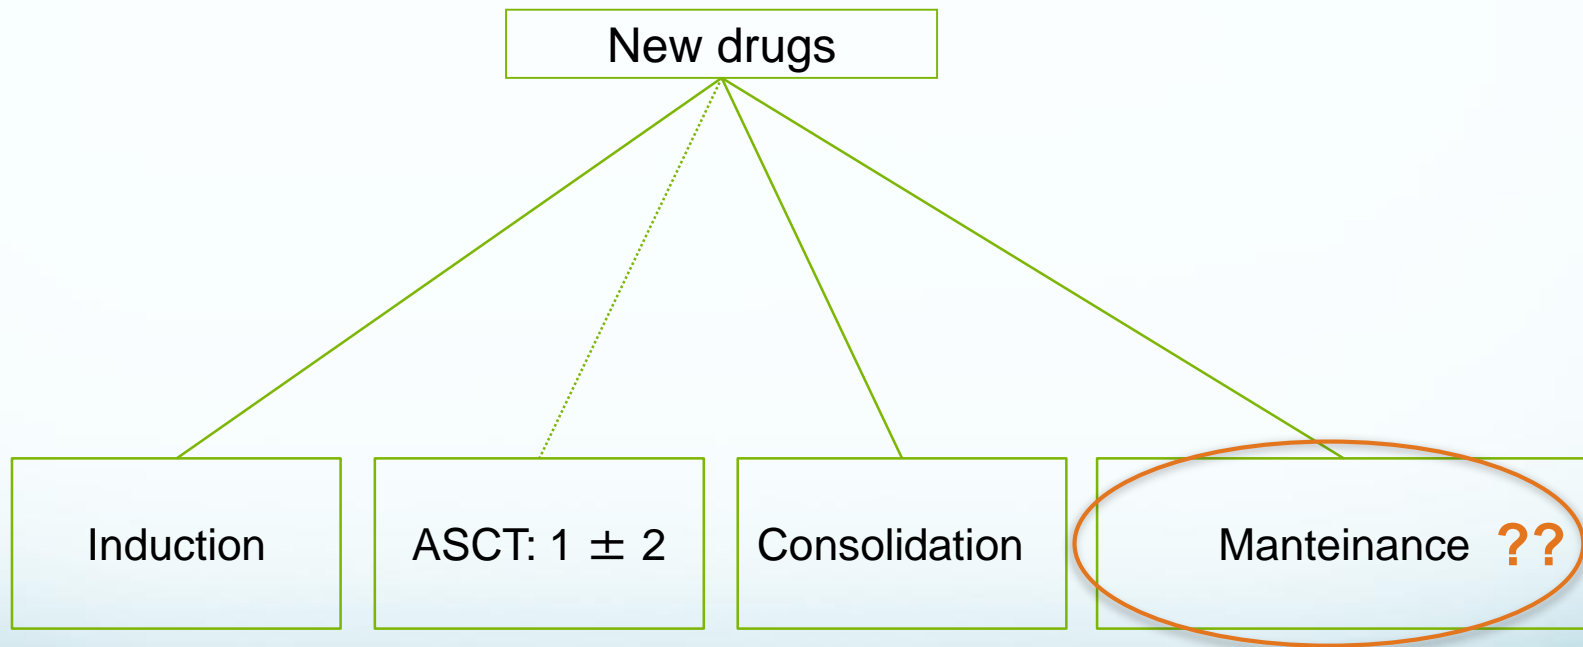 New drugs
Induction
ASCT: 1 ± 2
Consolidation
Manteinance ??